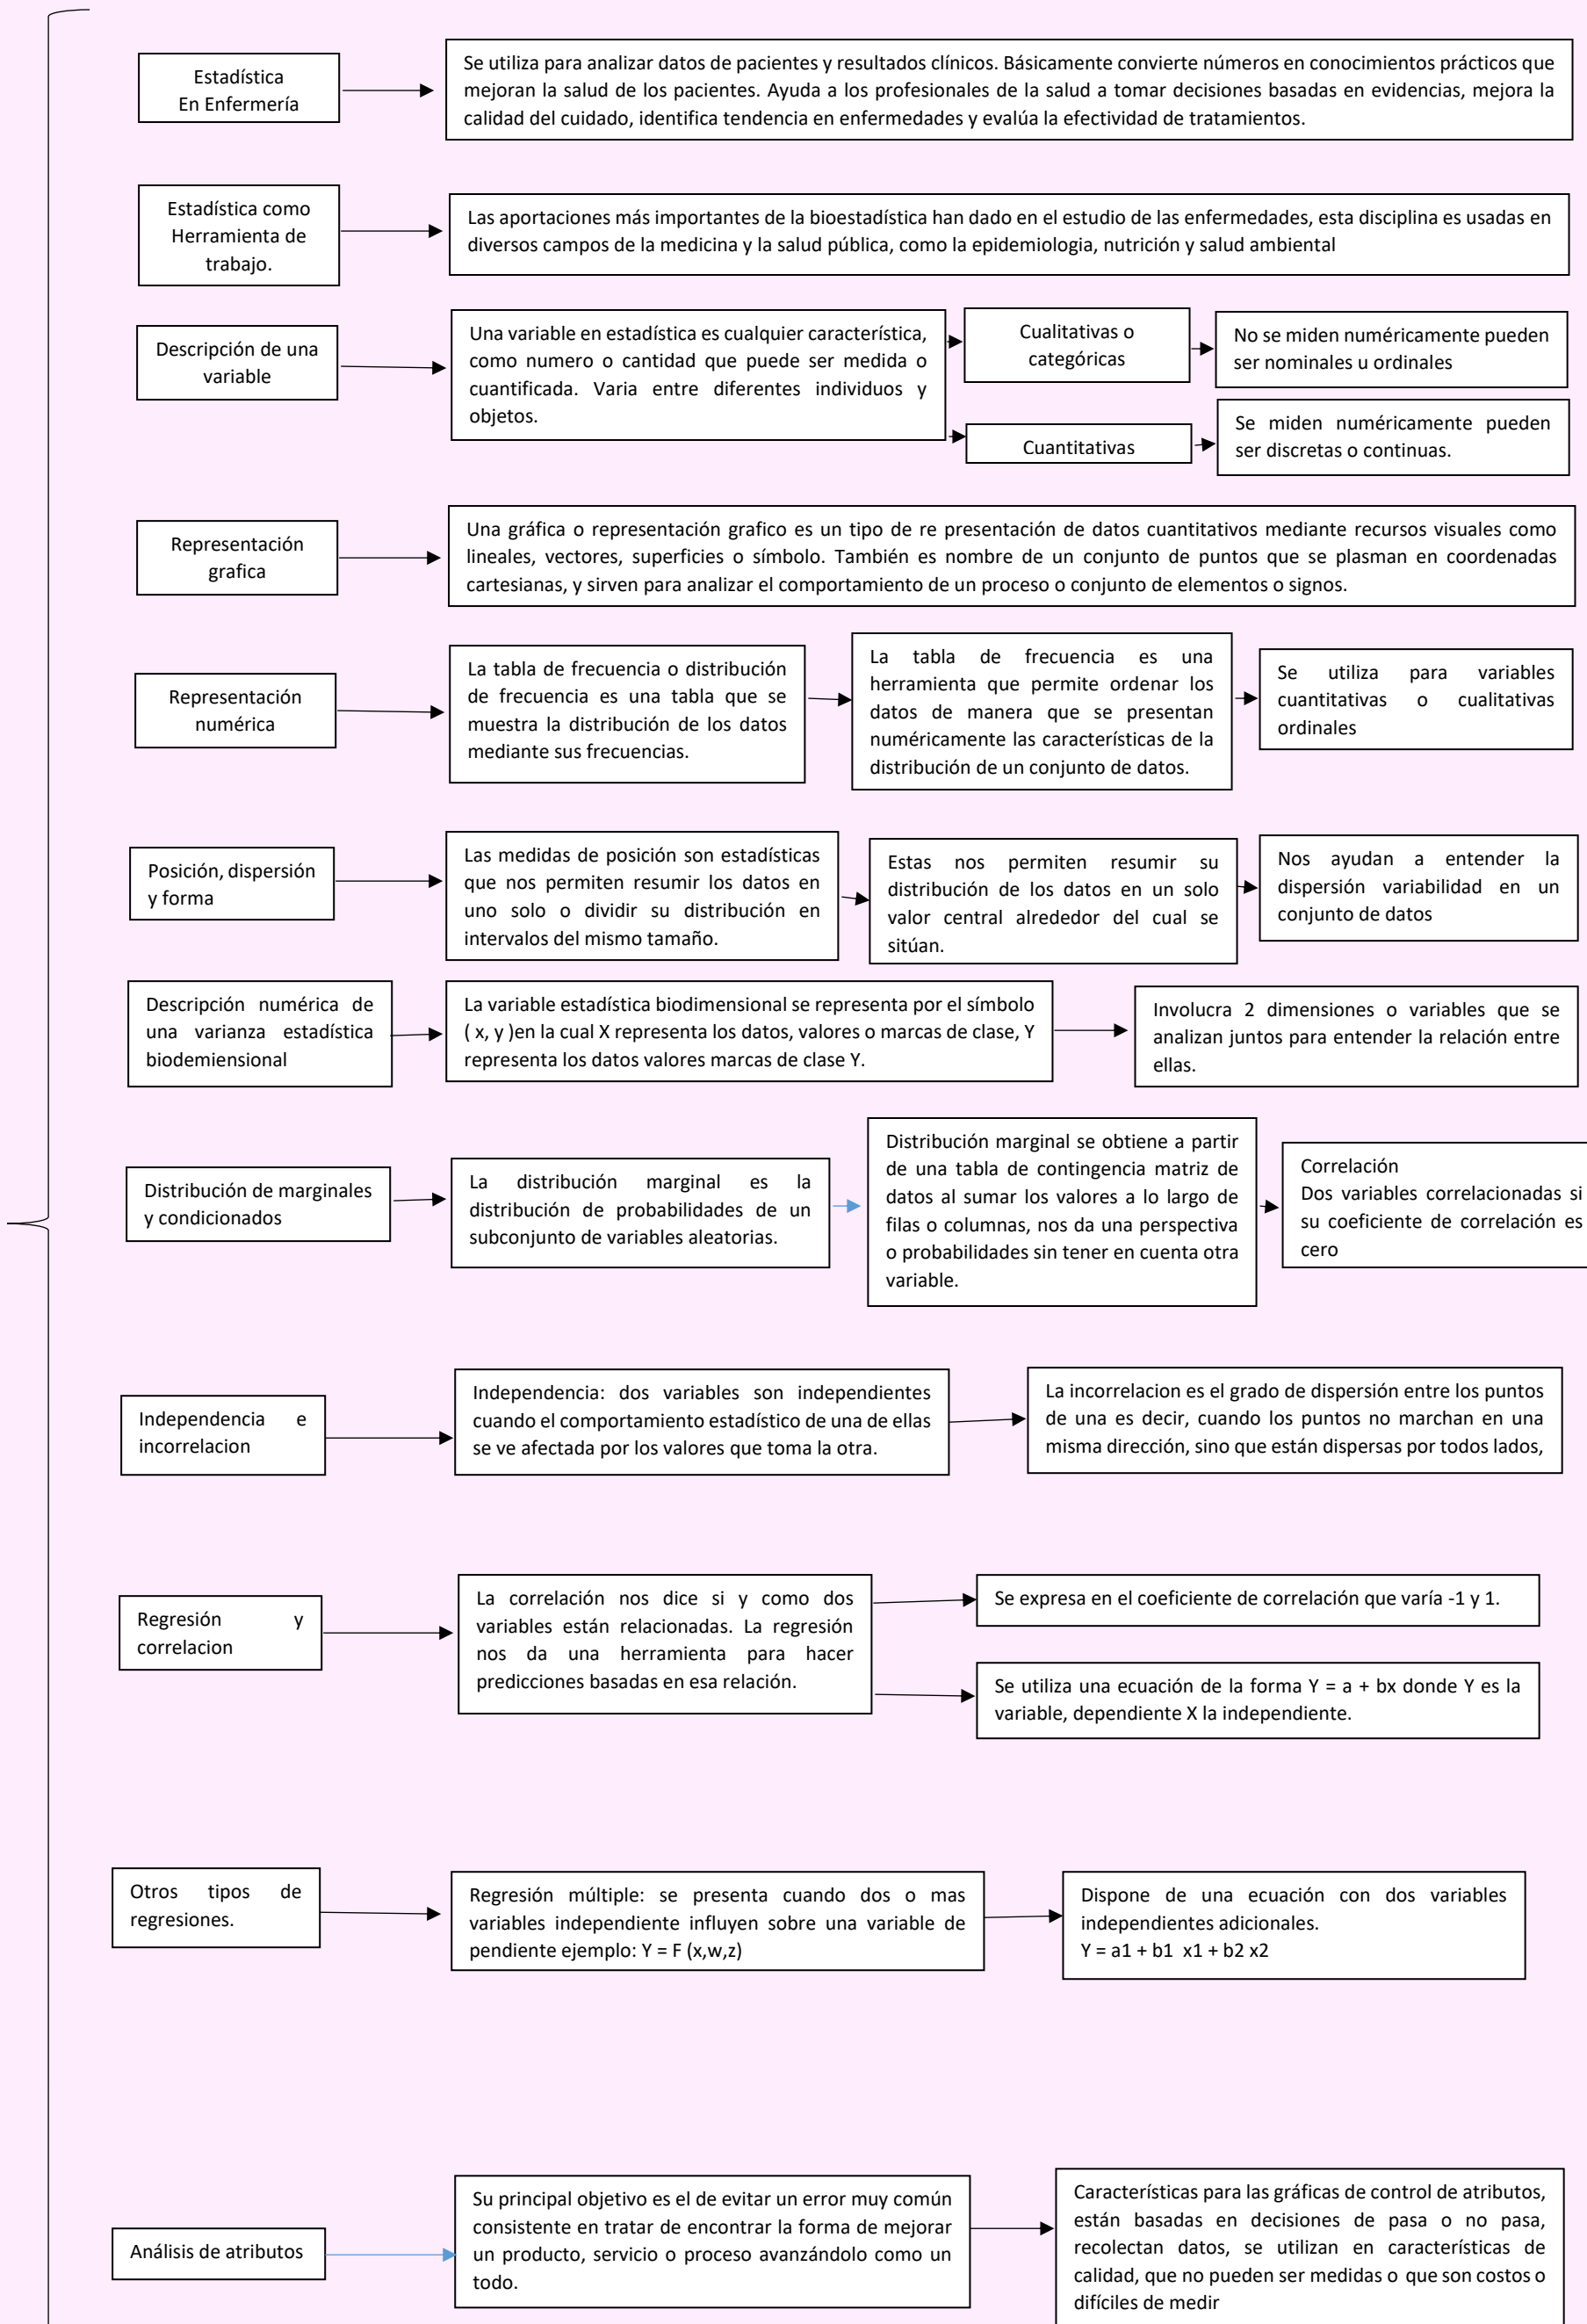 Estadística
En Enfermería
Se utiliza para analizar datos de pacientes y resultados clínicos. Básicamente convierte números en conocimientos prácticos que
mejoran la salud de los pacientes. Ayuda a los profesionales de la salud a tomar decisiones basadas en evidencias, mejora la
calidad del cuidado, identifica tendencia en enfermedades y evalúa la efectividad de tratamientos.
Estadística como
Herramienta de
trabajo.
Las aportaciones más importantes de la bioestadística han dado en el estudio de las enfermedades, esta disciplina es usadas en
diversos campos de la medicina y la salud pública, como la epidemiologia, nutrición y salud ambiental
Descripción de una
variable
Una variable en estadística es cualquier característica,
como numero o cantidad que puede ser medida o
cuantificada. Varia entre diferentes individuos y
objetos.
Cualitativas o
categóricas
No se miden numéricamente pueden
ser nominales u ordinales
Cuantitativas
Se miden numéricamente pueden
ser discretas o continuas.
Representación
grafica
Una gráfica o representación grafico es un tipo de re presentación de datos cuantitativos mediante recursos visuales como
lineales, vectores, superficies o símbolo. También es nombre de un conjunto de puntos que se plasman en coordenadas
cartesianas, y sirven para analizar el comportamiento de un proceso o conjunto de elementos o signos.
Representación
numérica
La tabla de frecuencia o distribución
de frecuencia es una tabla que se
muestra la distribución de los datos
mediante sus frecuencias.
La tabla de frecuencia es una
herramienta que permite ordenar los
datos de manera que se presentan
numéricamente las características de la
distribución de un conjunto de datos.
Se utiliza para variables
cuantitativas o cualitativas
ordinales
Posición, dispersión
y forma
Las medidas de posición son estadísticas
que nos permiten resumir los datos en
uno solo o dividir su distribución en
intervalos del mismo tamaño.
Estas nos permiten resumir su
distribución de los datos en un solo
valor central alrededor del cual se
sitúan.
Nos ayudan a entender la
dispersión variabilidad en un
conjunto de datos
Descripción numérica de
una varianza estadística
biodemiensional
La variable estadística biodimensional se representa por el símbolo
( x, y )en la cual X representa los datos, valores o marcas de clase, Y
representa los datos valores marcas de clase Y.
Involucra 2 dimensiones o variables que se
analizan juntos para entender la relación entre
ellas.
Distribución de marginales
y condicionados
La distribución marginal es la
distribución de probabilidades de un
subconjunto de variables aleatorias.
Distribución marginal se obtiene a partir
de una tabla de contingencia matriz de
datos al sumar los valores a lo largo de
filas o columnas, nos da una perspectiva
o probabilidades sin tener en cuenta otra
variable.
Correlación
Dos variables correlacionadas si
su coeficiente de correlación es
cero
Independencia e
incorrelacion
Independencia: dos variables son independientes
cuando el comportamiento estadístico de una de ellas
se ve afectada por los valores que toma la otra.
La incorrelacion es el grado de dispersión entre los puntos
de una es decir, cuando los puntos no marchan en una
misma dirección, sino que están dispersas por todos lados,
Regresión y
correlacion
La correlación nos dice si y como dos
variables están relacionadas. La regresión
nos da una herramienta para hacer
predicciones basadas en esa relación.
Se expresa en el coeficiente de correlación que varía -1 y 1.
Se utiliza una ecuación de la forma Y = a + bx donde Y es la
variable, dependiente X la independiente.
Otros tipos de
regresiones.
Regresión múltiple: se presenta cuando dos o mas
variables independiente influyen sobre una variable de
pendiente ejemplo: Y = F (x,w,z)
Dispone de una ecuación con dos variables
independientes adicionales.
Y = a1 + b1 x1 + b2 x2
Análisis de atributos
Su principal objetivo es el de evitar un error muy común
consistente en tratar de encontrar la forma de mejorar
un producto, servicio o proceso avanzándolo como un
todo.
Características para las gráficas de control de atributos,
están basadas en decisiones de pasa o no pasa,
recolectan datos, se utilizan en características de
calidad, que no pueden ser medidas o que son costos o
difíciles de medir